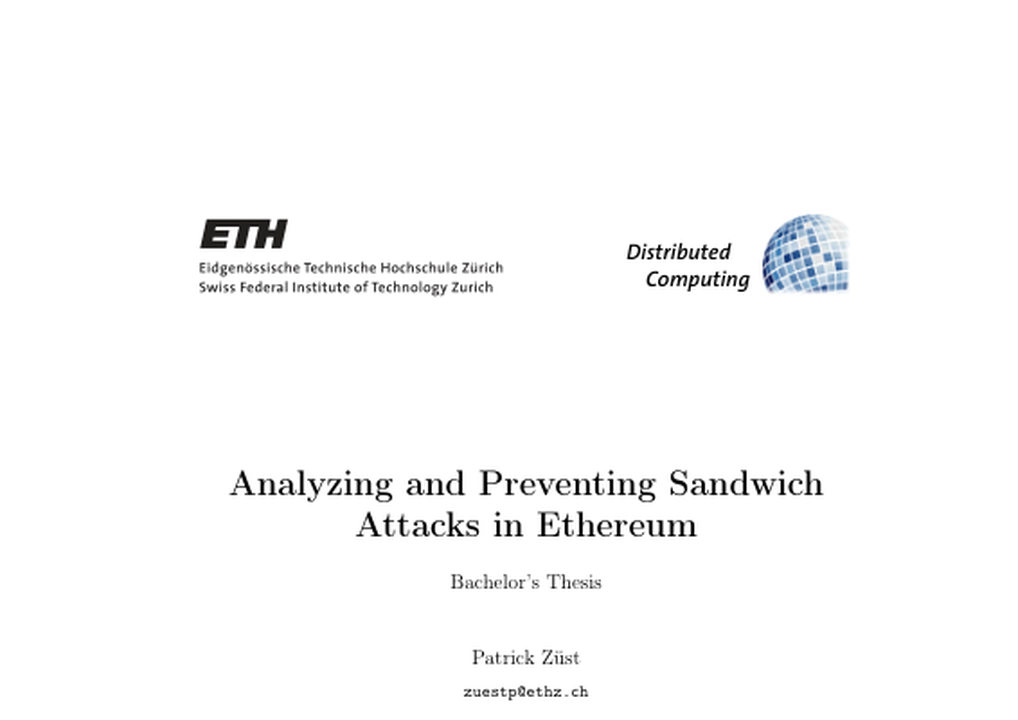 ETH
Eidgenössische Technische Hochschule Zürich
Swiss Federal Institute of Technology Zurich
Distributed
Computing
Analyzing and Preventing Sandwich
Attacks in Ethereum
Bachelor's Thesis
Patrick Züst
zuestp@ethz.ch